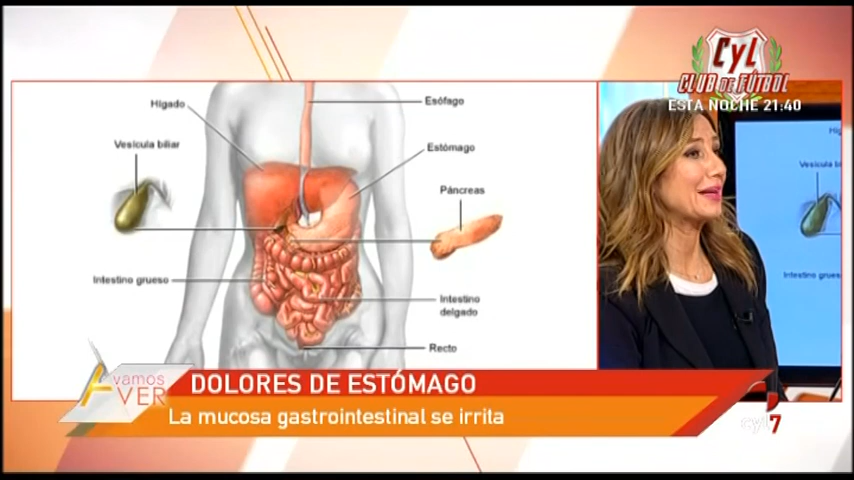 CyL
CLUB DE FÚTBOL
ESTA NOCHE 21:40
Hígado
Esófago
Vesícula biliar
Estómago
Páncreas
Intestino grueso
Intestino
delgado
Recto
Vesícula b
Intestino grues
vamos
A VER
DOLORES DE ESTÓMAGO
La mucosa gastrointestinal se irrita
cyl7